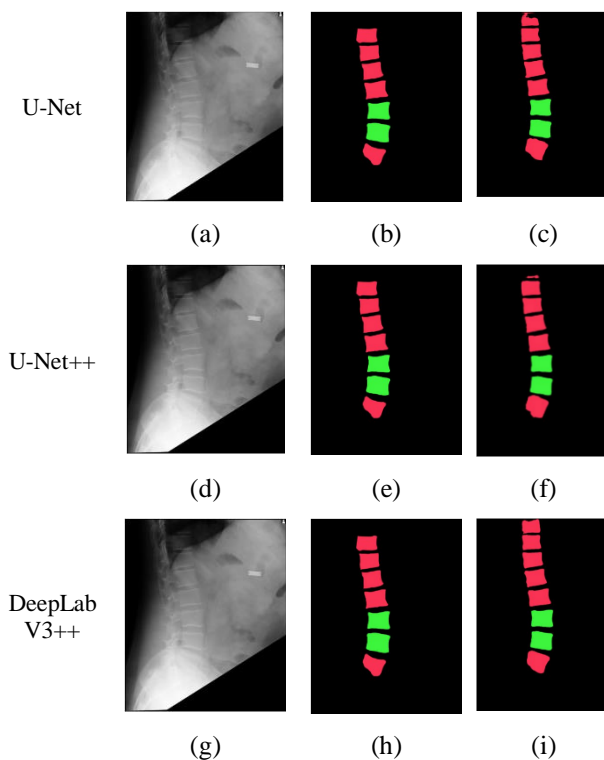 U-Net
(a) (b) (c)
U-Net++
(d) (e) (f)
DeepLab
V3++
(g) (h) (i)